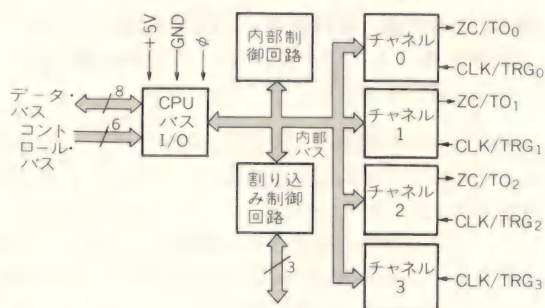 +5V
GND
φ
データ・
バス
8
コント
ロール・
バス
6
CPU
バス
I/O
内部制
御回路
内部
バス
割り込
み制御
回路
3
チャネル
0
ZC/TO₀
CLK/TRG₀
チャネル
1
ZC/TO₁
CLK/TRG₁
チャネル
2
ZC/TO₂
CLK/TRG₂
チャネル
3
CLK/TRG₃